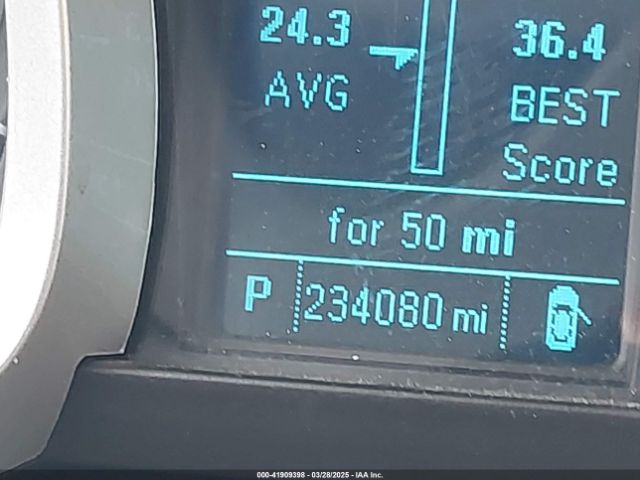 24.3 36.4
AVG BEST
Score
for 50 mi
P 234080 mi
000-41909398 - 03/28/2025 - IAA Inc.